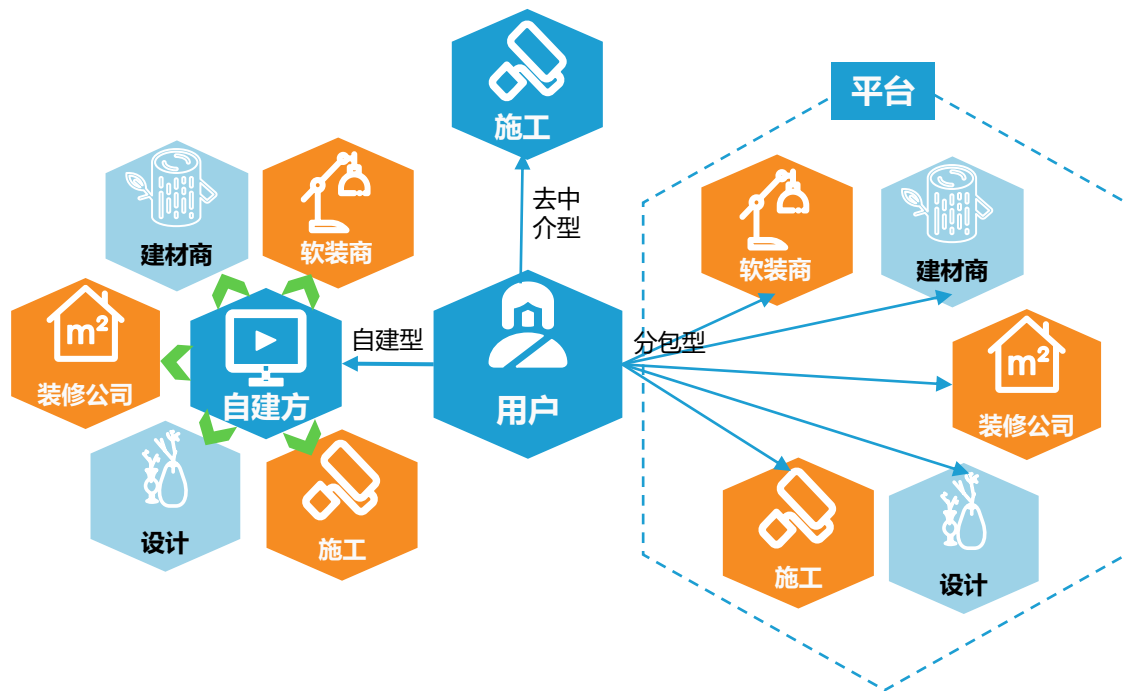 施工
平台
去中
介型
建材商
软装商
软装商
建材商
m²
装修公司
自建方
自建型
用户
分包型
m²
装修公司
设计
施工
施工
设计